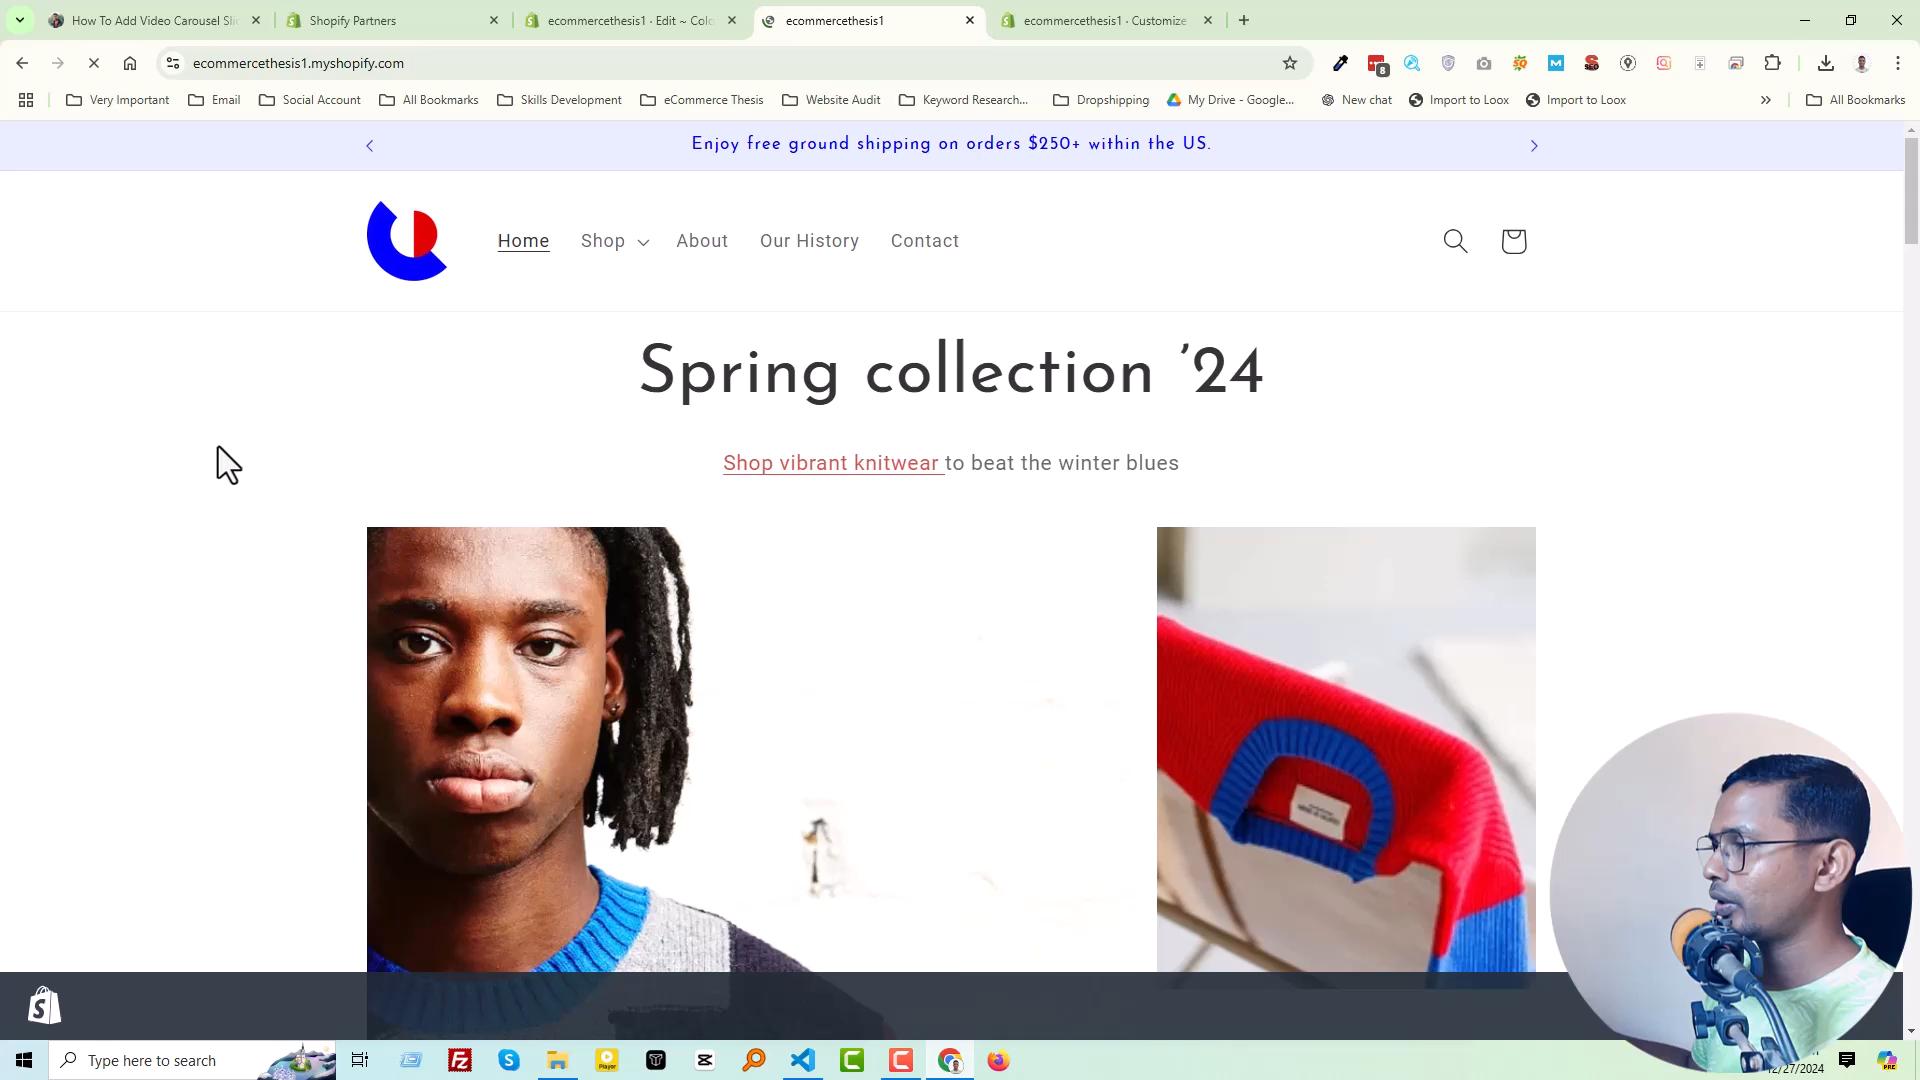 How To Add Video Carousel Sli
Shopify Partners
ecommercethesis1 · Edit ~ Colo
ecommercethesis1
ecommercethesis1 · Customize
ecommercethesis1.myshopify.com
8
Very Important
Email
Social Account
All Bookmarks
Skills Development
eCommerce Thesis
Website Audit
Keyword Research...
Dropshipping
My Drive - Google...
New chat
Import to Loox
Import to Loox
»
All Bookmarks
Enjoy free ground shipping on orders $250+ within the US.
Home
Shop
About
Our History
Contact
Spring collection ’24
Shop vibrant knitwear to beat the winter blues
Type here to search
12/27/2024